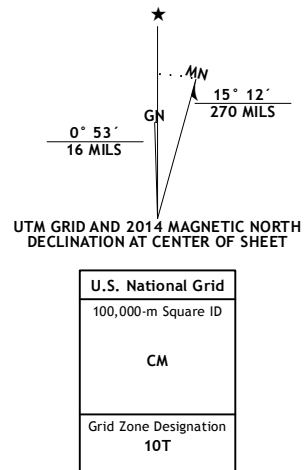 ★
MN
GN
15° 12´
270 MILS
0° 53´
16 MILS
UTM GRID AND 2014 MAGNETIC NORTH
DECLINATION AT CENTER OF SHEET
U.S. National Grid
100,000-m Square ID
CM
Grid Zone Designation
10T